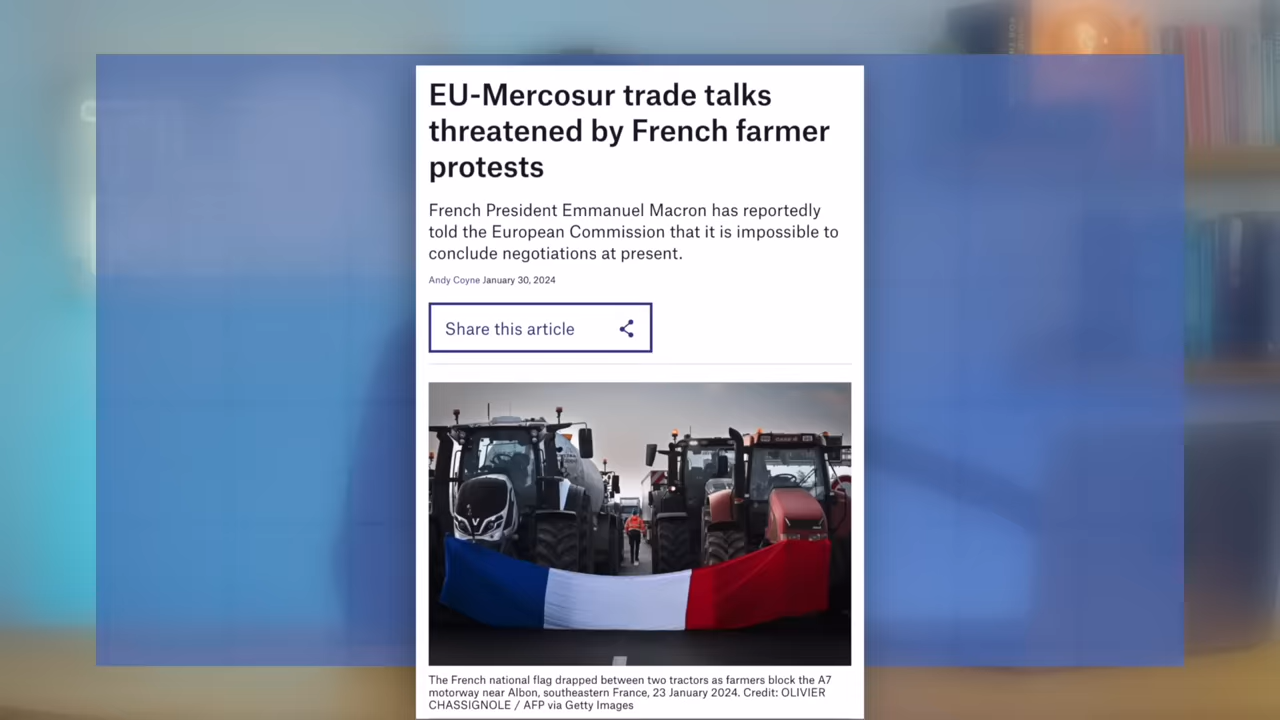 EU-Mercosur trade talks
threatened by French farmer
protests
French President Emmanuel Macron has reportedly
told the European Commission that it is impossible to
conclude negotiations at present.
Andy Coyne January 30, 2024
Share this article
The French national flag drapped between two tractors as farmers block the A7
motorway near Albon, southeastern France, 23 January 2024. Credit: OLIVIER
CHASSIGNOLE / AFP via Getty Images